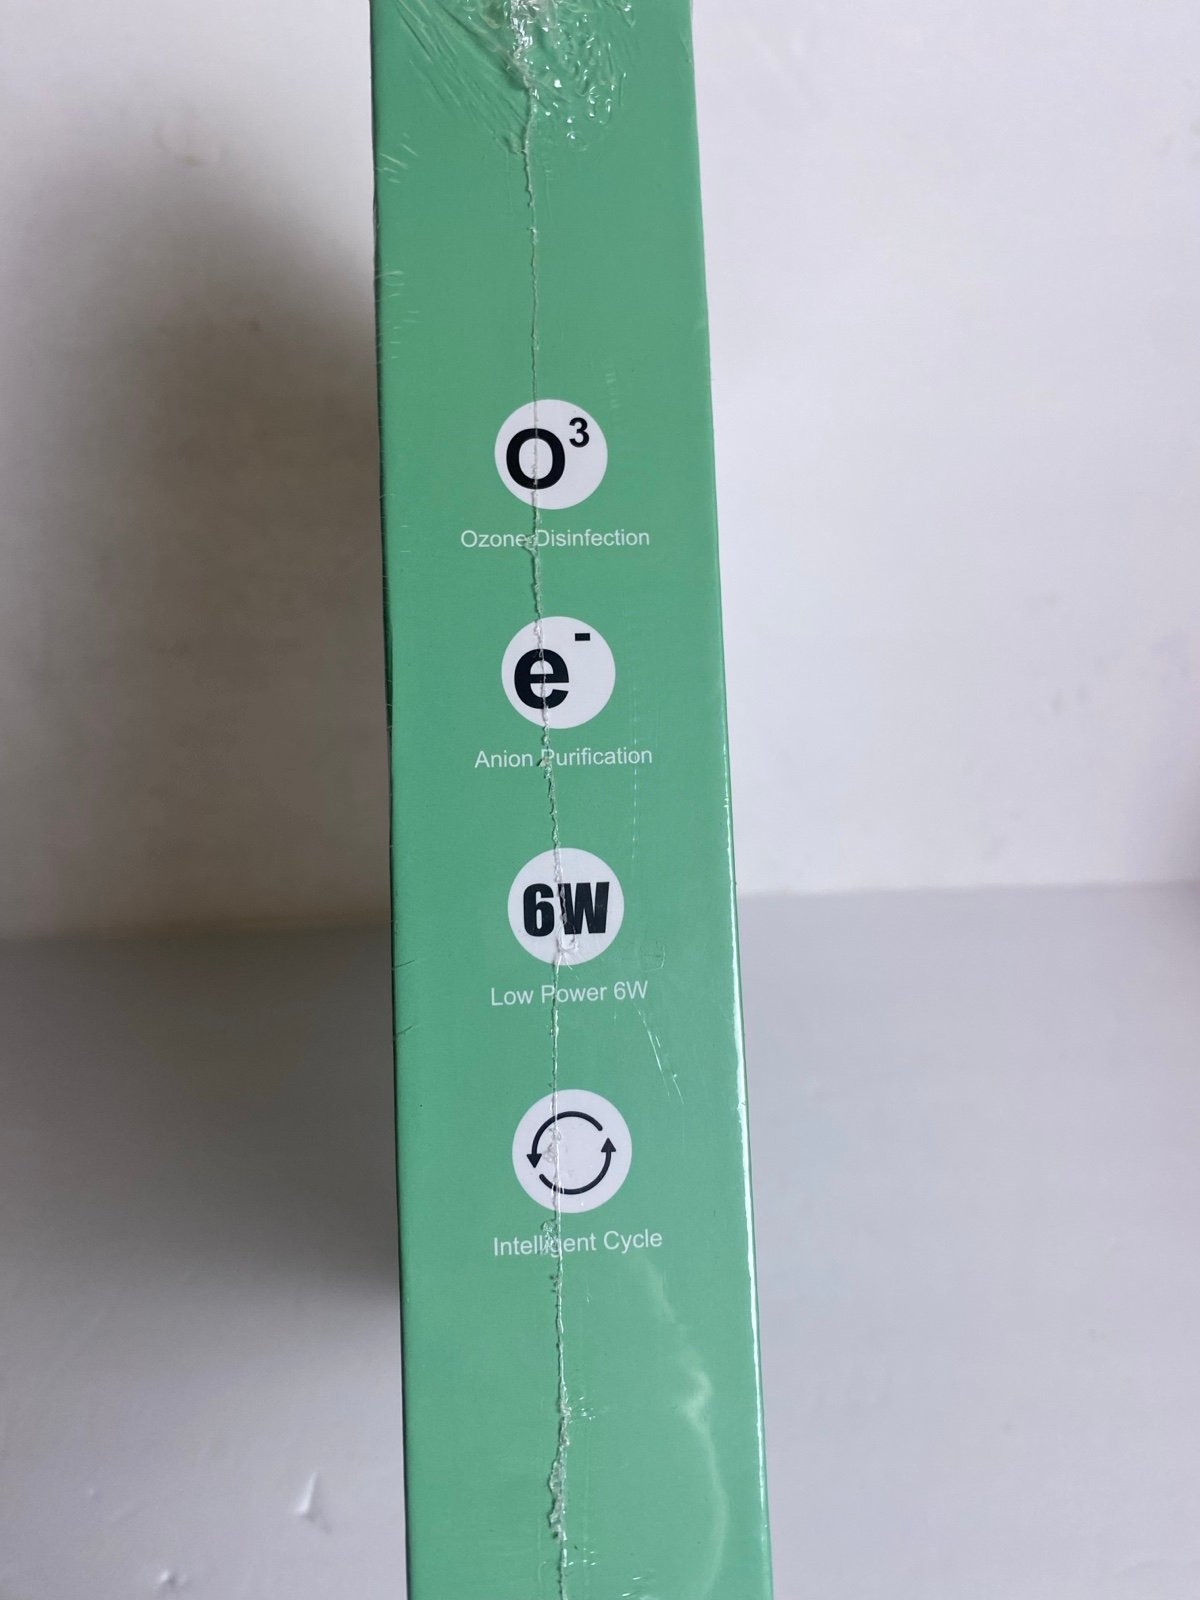 O³
Ozone Disinfection
e⁻
Anion Purification
6W
Low Power 6W
Intelligent Cycle